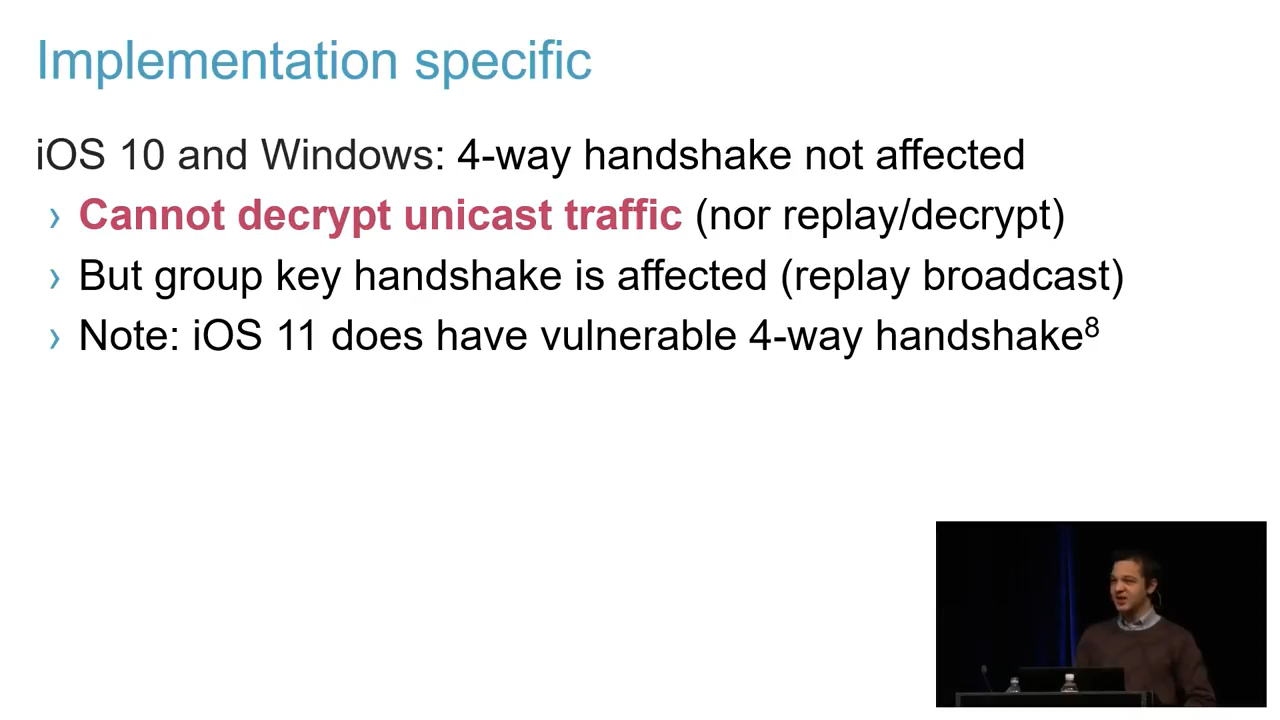 Implementation specific
iOS 10 and Windows: 4-way handshake not affected
› Cannot decrypt unicast traffic (nor replay/decrypt)
› But group key handshake is affected (replay broadcast)
› Note: iOS 11 does have vulnerable 4-way handshake⁸